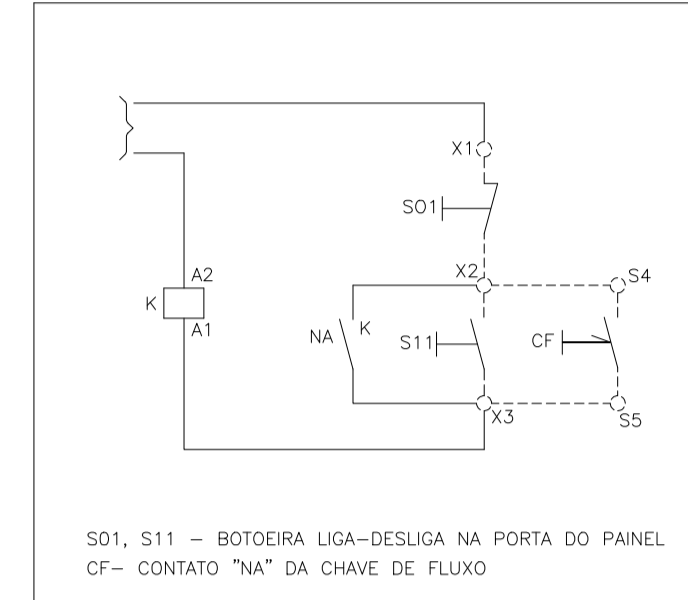 X1
S01
X2
S4
A2
K
A1
NA
K
S11
CF
X3
S5
S01, S11 – BOTOEIRA LIGA–DESLIGA NA PORTA DO PAINEL
CF– CONTATO "NA" DA CHAVE DE FLUXO